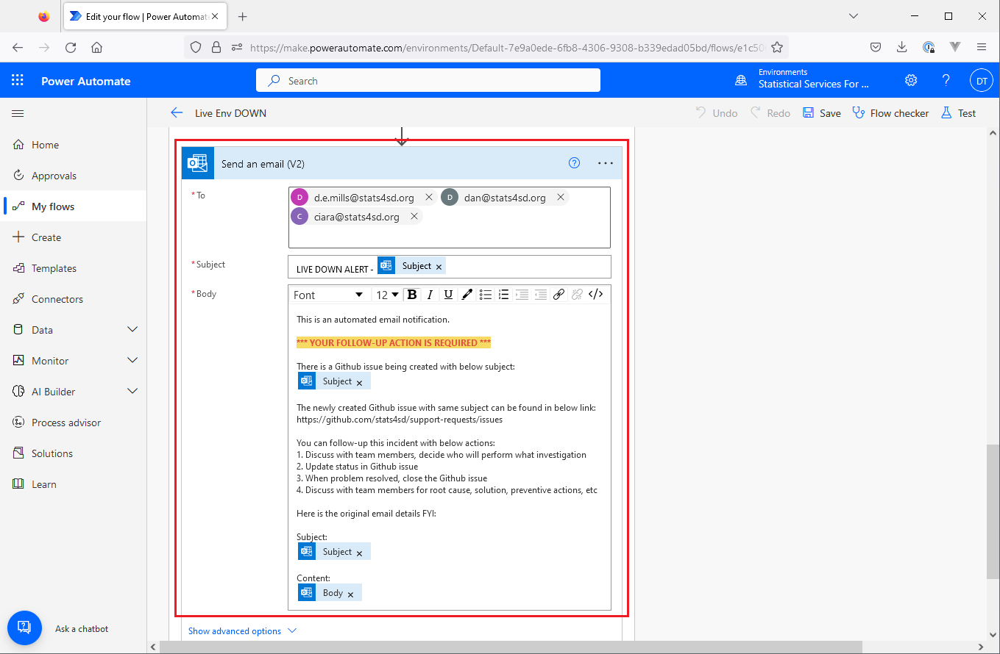 Edit your flow | Power Automat
https://make.powerautomate.com/environments/Default-7e9a0ede-6fb8-4306-9308-b339edad05bd/flows/e1c50
Power Automate
Search
Environments
Statistical Services For ...
DT
Live Env DOWN
Undo
Redo
Save
Flow checker
Test
Home
Approvals
My flows
Create
Templates
Connectors
Data
Monitor
AI Builder
Process advisor
Solutions
Learn
Ask a chatbot
Send an email (V2)
* To
D d.e.mills@stats4sd.org D dan@stats4sd.org
C ciara@stats4sd.org
* Subject
LIVE DOWN ALERT - Subject
* Body
Font 12 B I U </>
This is an automated email notification.
*** YOUR FOLLOW-UP ACTION IS REQUIRED ***
There is a Github issue being created with below subject:
Subject
The newly created Github issue with same subject can be found in below link:
https://github.com/stats4sd/support-requests/issues
You can follow-up this incident with below actions:
1. Discuss with team members, decide who will perform what investigation
2. Update status in Github issue
3. When problem resolved, close the Github issue
4. Discuss with team members for root cause, solution, preventive actions, etc
Here is the original email details FYI:
Subject:
Subject
Content:
Body
Show advanced options